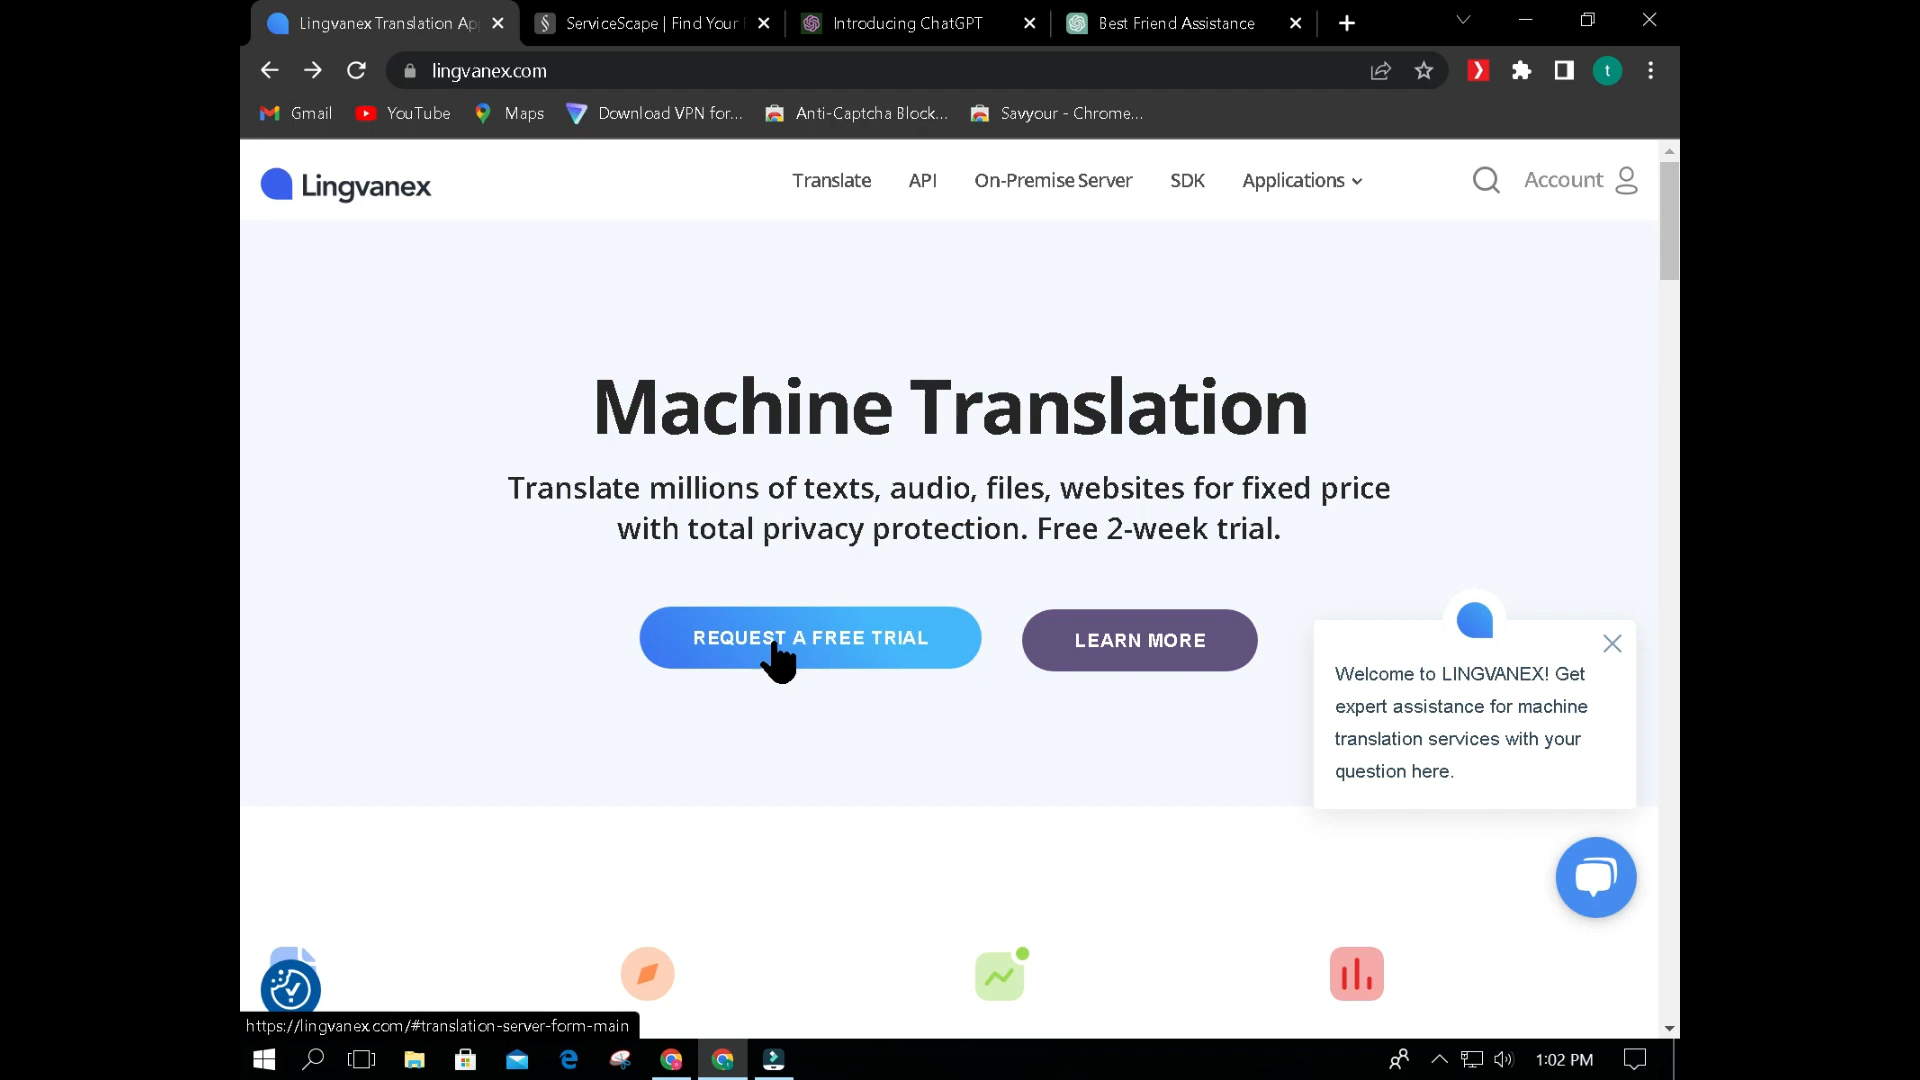 Lingvanex Translation Ap
ServiceScape | Find Your
Introducing ChatGPT
Best Friend Assistance
lingvanex.com
t
Gmail
YouTube
Maps
Download VPN for...
Anti-Captcha Block...
Savyour - Chrome...
Lingvanex
Translate
API
On-Premise Server
SDK
Applications
Account
Machine Translation
Translate millions of texts, audio, files, websites for fixed price
with total privacy protection. Free 2-week trial.
REQUEST A FREE TRIAL
LEARN MORE
Welcome to LINGVANEX! Get
expert assistance for machine
translation services with your
question here.
https://lingvanex.com/#translation-server-form-main
1:02 PM